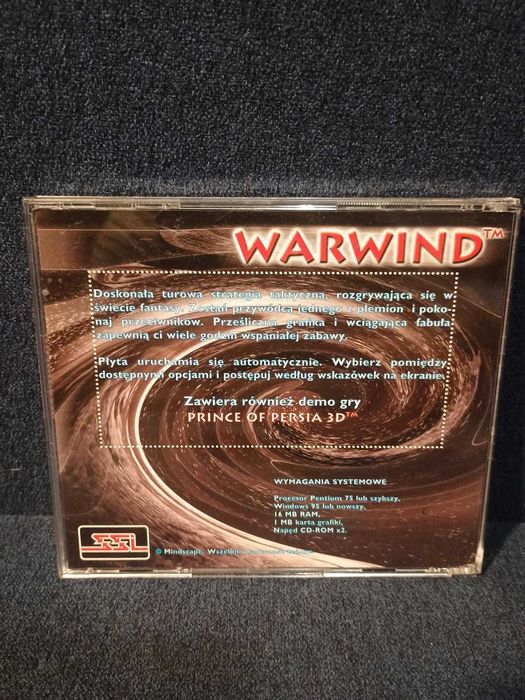 WARWIND™
Doskonała turowa strategia taktyczna, rozgrywająca się w
świecie fantasy. Zostań przywódcą jednego z plemion i poko-
naj przeciwników. Prześliczna grafika i wciągająca fabuła
zapewnią ci wiele godzin wspaniałej zabawy.
Płyta uruchamia się automatycznie. Wybierz pomiędzy
dostępnymi opcjami i postępuj według wskazówek na ekranie.
Zawiera również demo gry
PRINCE OF PERSIA 3D™
WYMAGANIA SYSTEMOWE
Procesor Pentium 75 lub szybszy,
Windows 95 lub nowszy,
16 MB RAM,
1 MB karta grafiki,
Napęd CD-ROM x2.
SSI
© Mindscape, Wszelkie